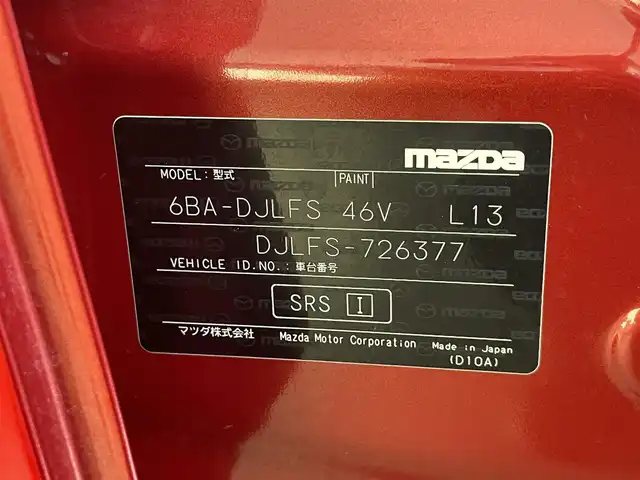 mazda
MODEL:型式 PAINT
6BA-DJLFS 46V L13
DJLFS-726377
VEHICLE ID.NO.:車台番号
SRS I
マツダ株式会社 Mazda Motor Corporation Made in Japan
(D10A)